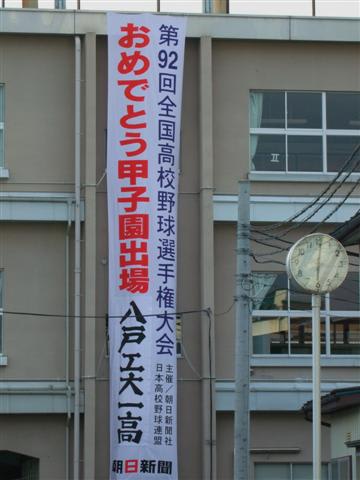 第92回全国高校野球選手権大会
主催/朝日新聞社
日本高校野球連盟
おめでとう甲子園出場
八戸工大一高
朝日新聞